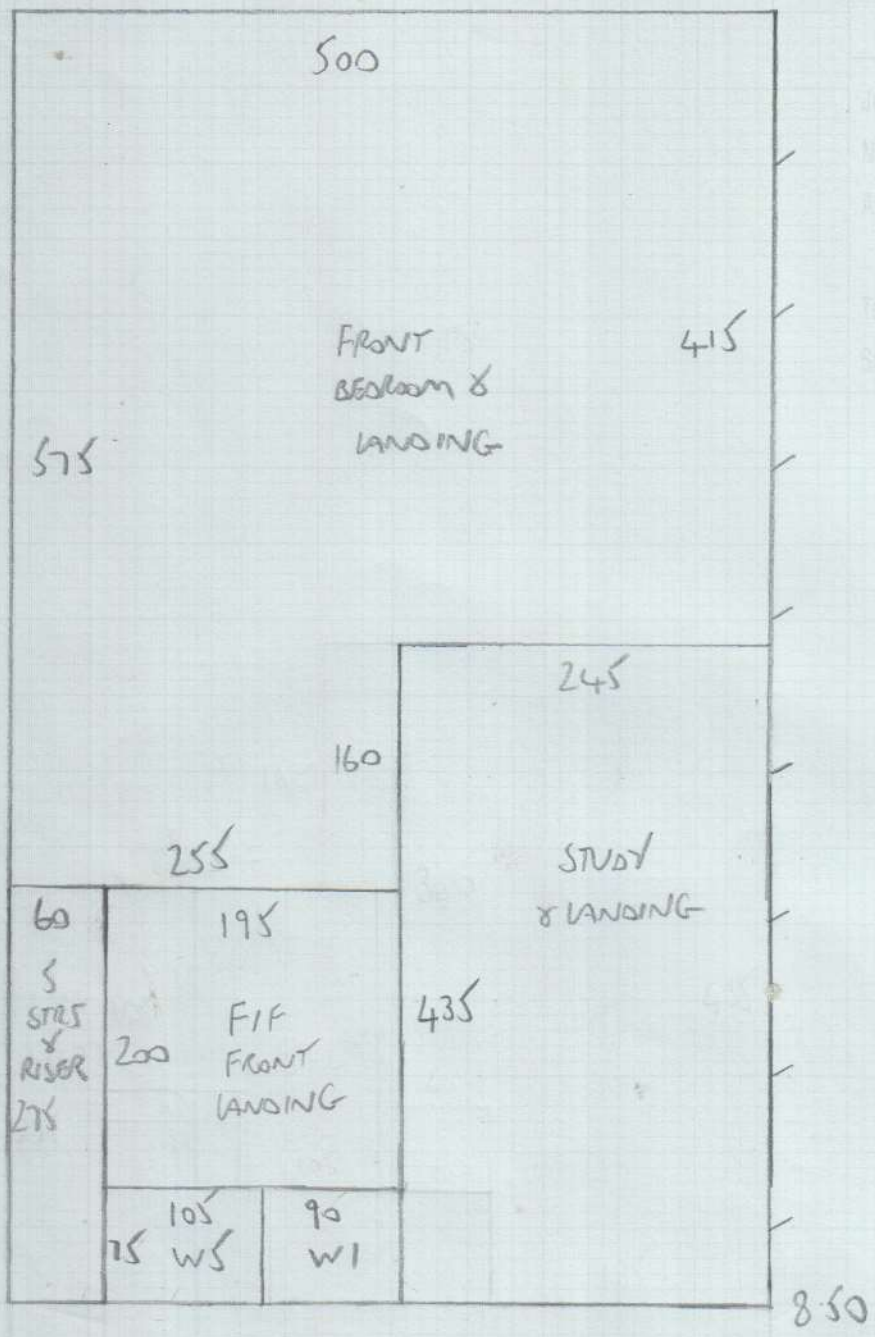 500
FRONT
BEDROOM &
LANDING
415
575
245
160
255
STUDY
& LANDING
60
5
STRS
&
RISER
275
195
F/F
FRONT
LANDING
200
435
105
W5
75
90
W1
8.50